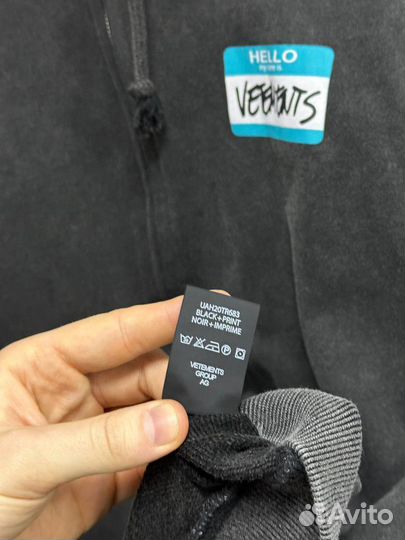 HELLO
my name is
VETEMENTS
UAH20TR683
BLACK+PRINT
NOIR+IMPRIME
VETEMENTS
GROUP
AG
Avito